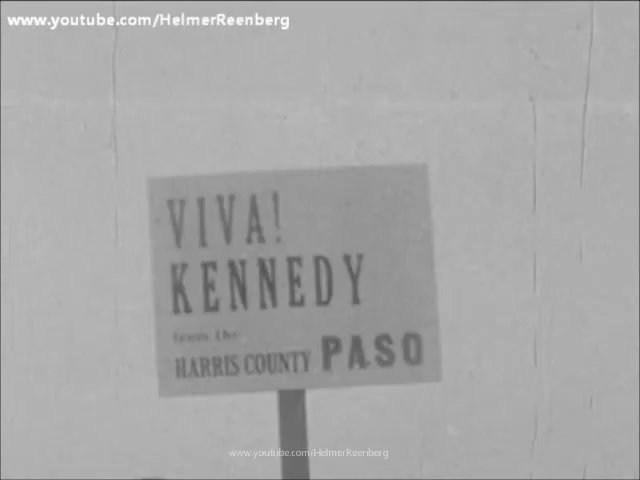 www.youtube.com/HelmerReenberg
VIVA!
KENNEDY
from the
HARRIS COUNTY PASO
www.youtube.com/HelmerReenberg